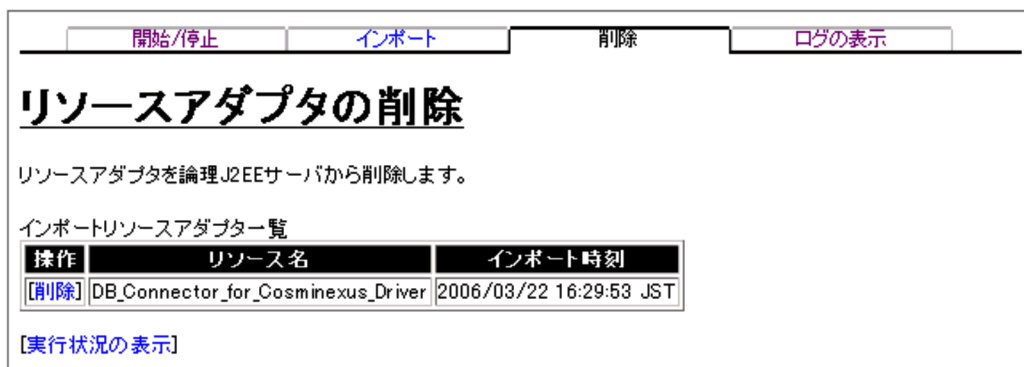 開始/停止 インポート 削除 ログの表示
リソースアダプタの削除
リソースアダプタを論理J2EEサーバから削除します。
インポートリソースアダプター覧
操作 リソース名 インポート時刻
[削除] DB_Connector_for_Cosminexus_Driver 2006/03/22 16:29:53 JST
[実行状況の表示]